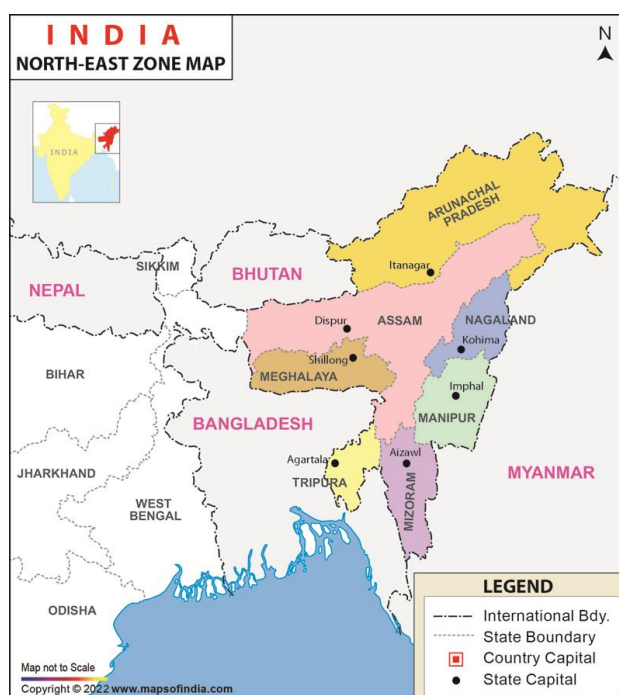 INDIA
NORTH-EAST ZONE MAP
N
INDIA
ARUNACHAL
PRADESH
SIKKIM
BHUTAN
Itanagar
NEPAL
Dispur
ASSAM
NAGALAND
Kohima
Shillong
MEGHALAYA
BIHAR
Imphal
MANIPUR
BANGLADESH
Agartala
Aizawl
MYANMAR
JHARKHAND
TRIPURA
MIZORAM
WEST
BENGAL
ODISHA
LEGEND
International Bdy.
State Boundary
Country Capital
State Capital
Map not to Scale
Copyright © 2022 www.mapsofindia.com